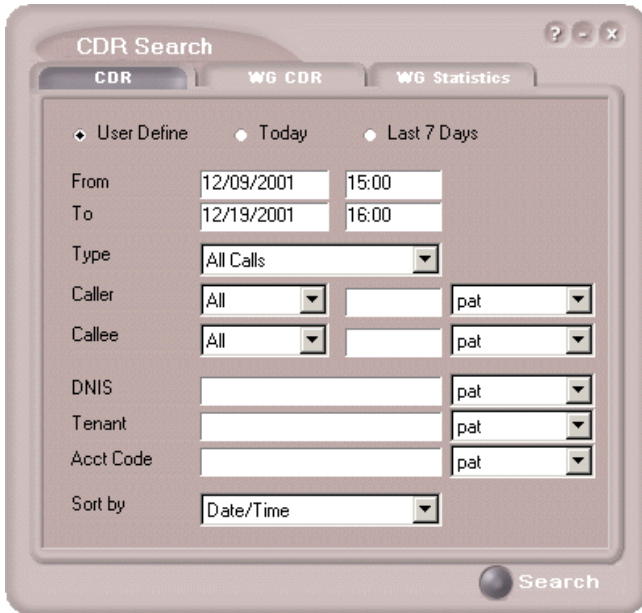 CDR Search
? - x
CDR WG CDR WG Statistics
User Define Today Last 7 Days
From 12/09/2001 15:00
To 12/19/2001 16:00
Type All Calls
Caller All pat
Callee All pat
DNIS pat
Tenant pat
Acct Code pat
Sort by Date/Time
Search